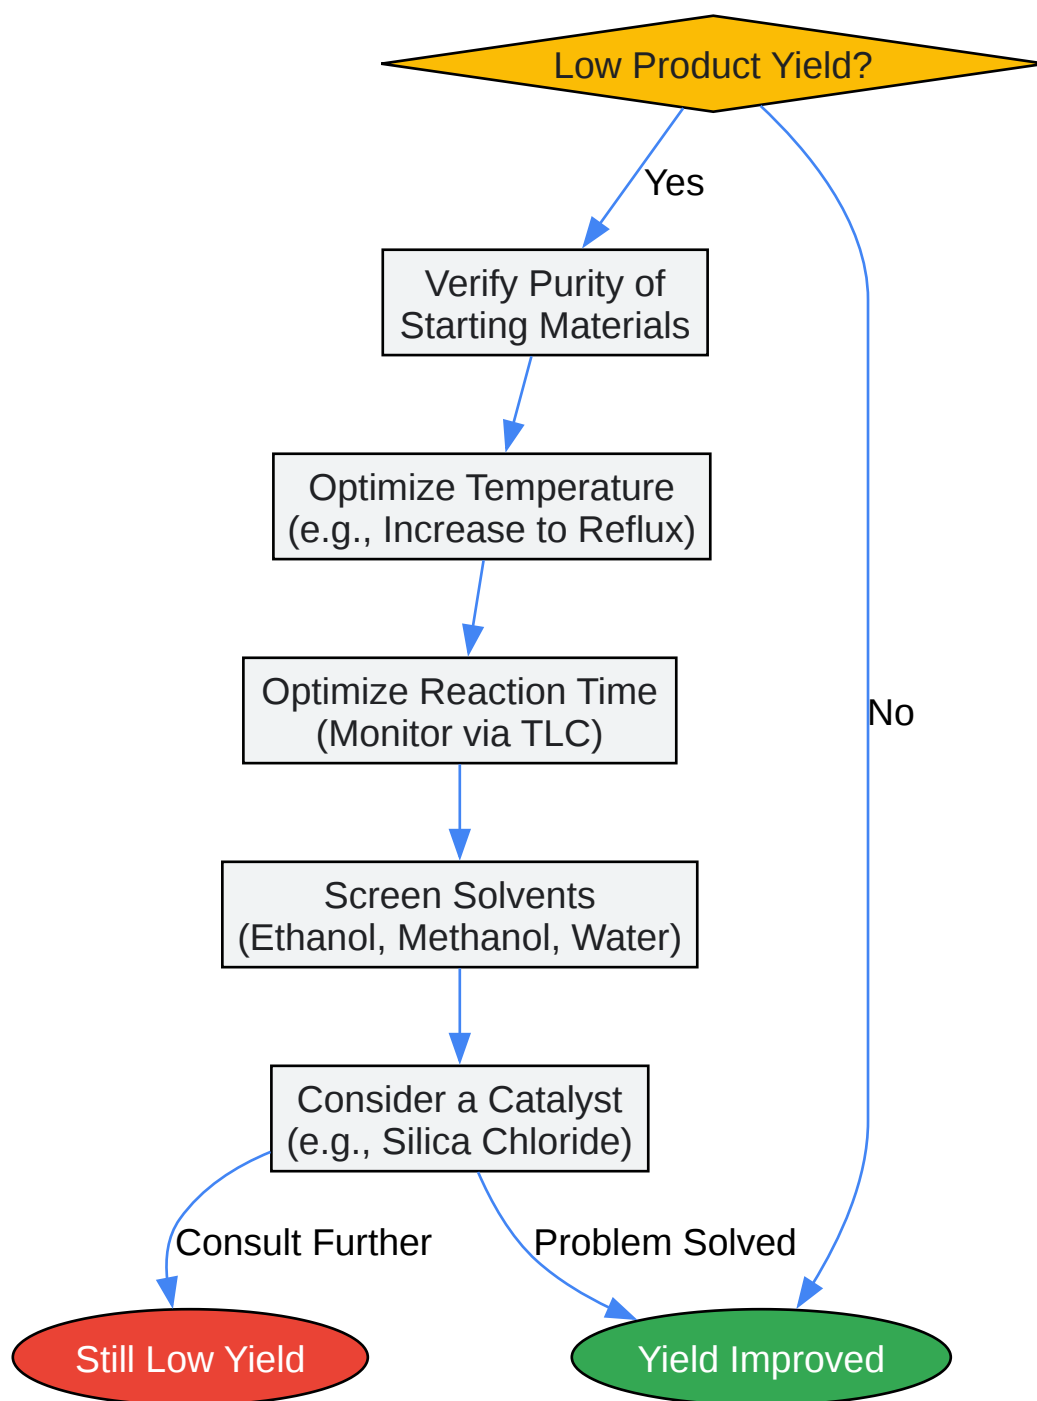 Low Product Yield?
Yes
Verify Purity of
Starting Materials
Optimize Temperature
(e.g., Increase to Reflux)
Optimize Reaction Time
(Monitor via TLC)
No
Screen Solvents
(Ethanol, Methanol, Water)
Consider a Catalyst
(e.g., Silica Chloride)
Consult Further
Problem Solved
Still Low Yield
Yield Improved